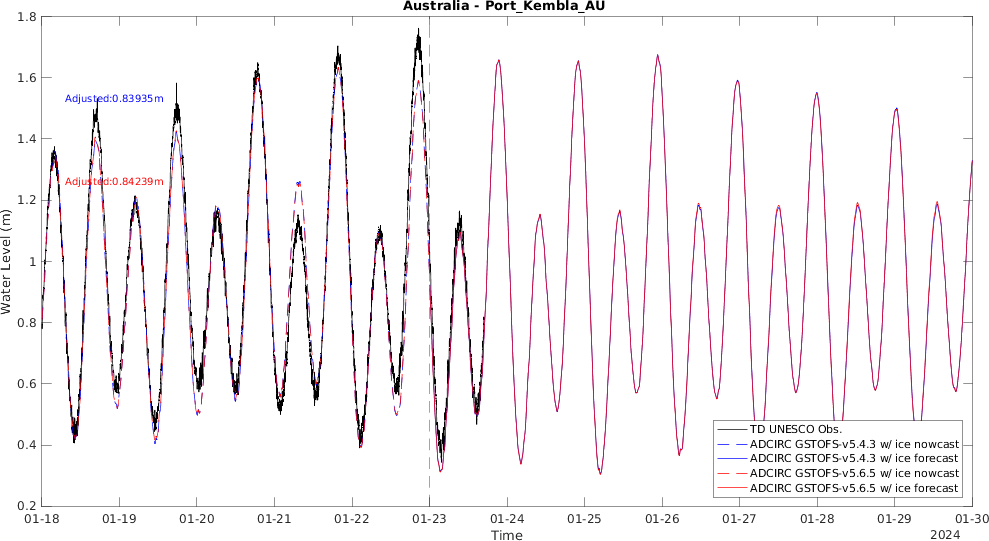 Australia - Port_Kembla_AU
1.8
1.6
1.4
1.2
1
0.8
0.6
0.4
0.2
Water Level (m)
Adjusted:0.83935m
Adjusted:0.84239m
TD UNESCO Obs.
ADCIRC GSTOFS-v5.4.3 w/ ice nowcast
ADCIRC GSTOFS-v5.4.3 w/ ice forecast
ADCIRC GSTOFS-v5.6.5 w/ ice nowcast
ADCIRC GSTOFS-v5.6.5 w/ ice forecast
01-18 01-19 01-20 01-21 01-22 01-23 01-24 01-25 01-26 01-27 01-28 01-29 01-30
Time
2024